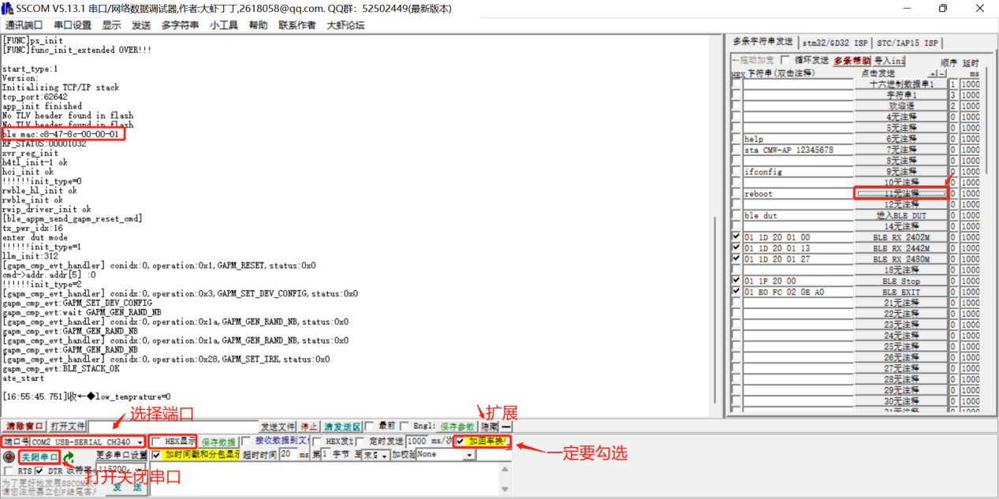 SSCOM V5.13.1 串口/网络数据调试器,作者:大虾丁丁,2618058@qq.com. QQ群: 52502449(最新版本)
通讯端口 串口设置 显示 发送 多字符串 小工具 帮助 联系作者 大虾论坛
[FUNC]ps_init
[FUNC]func_init_extended OVER!!!
start_type:1
Version:
Initializing TCP/IP stack
tcp_port:62642
app_init finished
No TLV header found in flash
No TLV header found in flash
ble mac:c8-47-8c-00-00-01
RF_STATUS:00001032
xvr_reg_init
h4tl_init-1 ok
hci_init ok
!!!!!!init_type=0
rwble_hl_init ok
rwble_init ok
rwip_driver_init ok
[ble_appm_send_gapm_reset_cmd]
tx_pwr_idx:16
enter dut mode
!!!!!!init_type=1
llm_init:312
[gapm_cmp_evt_handler] conidx:0,operation:0x1,GAPM_RESET,status:0x0
cmd->addr.addr[5] :0
!!!!!!init_type=2
[gapm_cmp_evt_handler] conidx:0,operation:0x3,GAPM_SET_DEV_CONFIG,status:0x0
gapm_cmp_evt:GAPM_SET_DEV_CONFIG
gapm_cmp_evt:wait GAPM_GEN_RAND_NB
[gapm_cmp_evt_handler] conidx:0,operation:0x1a,GAPM_GEN_RAND_NB,status:0x0
gapm_cmp_evt:GAPM_GEN_RAND_NB
[gapm_cmp_evt_handler] conidx:0,operation:0x1a,GAPM_GEN_RAND_NB,status:0x0
gapm_cmp_evt:GAPM_GEN_RAND_NB
[gapm_cmp_evt_handler] conidx:0,operation:0x28,GAPM_SET_IRK,status:0x0
gapm_cmp_evt:BLE_STACK_OK
ate_start
[16:55:45.751]收←◆low_temprature=0
多条字符串发送 stm32/GD32 ISP STC/IAP15 ISP
←拖动加宽 循环发送 多条帮助 导入ini 顺序 延时
HEX 字符串(双击注释) 点击发送 + - ms
十六进制数据串1 1 1000
字符串1 3 1000
欢迎语 2 1000
4无注释 0 1000
5无注释 0 1000
help 6无注释 0 1000
sta CMW-AP 12345678 7无注释 0 1000
8无注释 0 1000
ifconfig 9无注释 0 1000
10无注释 0 1000
reboot 11无注释 0 1000
12无注释 0 1000
ble dut 进入BLE DUT 0 1000
14无注释 0 1000
01 1D 20 01 00 BLE RX 2402M 0 1000
01 1D 20 01 13 BLE RX 2442M 0 1000
01 1D 20 01 27 BLE RX 2480M 0 1000
18无注释 0 1000
01 1F 20 00 BLE Stop 0 1000
01 E0 FC 02 0E A0 BLE EXIT 0 1000
21无注释 0 1000
22无注释 0 1000
23无注释 0 1000
24无注释 0 1000
25无注释 0 1000
26无注释 0 1000
27无注释 0 1000
28无注释 0 1000
29无注释 0 1000
30无注释 0 1000
选择端口
扩展
清除窗口 打开文件 发送文件 停止 清发送区 最前 Engli 保存参数 隐藏
端口号 COM2 USB-SERIAL CH340 HEX显示 保存数据 接收数据到文 HEX发 定时发送 1000 ms/次 加回车换
一定要勾选
关闭串口 更多串口设置 加时间戳和分包显示 超时时间 20 ms 第 1 字节 至 末尾 加校验 None
RTS DTR 波特率: 115200
打开关闭串口
为了更好地发展SSCOM软
请您注册嘉立创F结尾客户
发 送